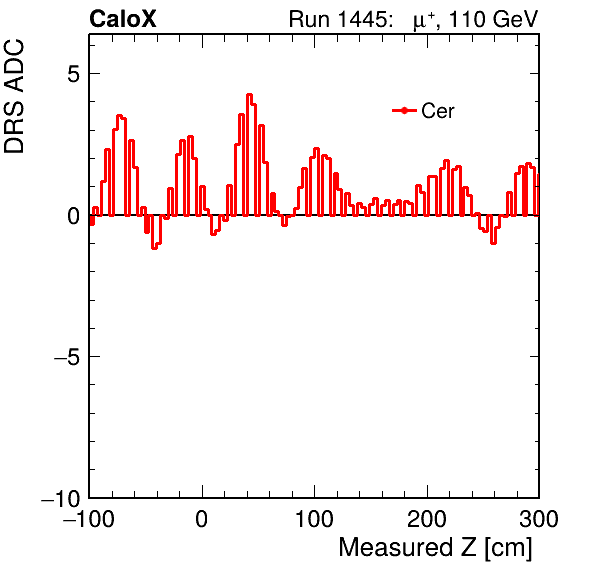 CaloX Run 1445: μ⁺, 110 GeV
DRS ADC
Cer
5
0
−5
−10
−100 0 100 200 300
Measured Z [cm]